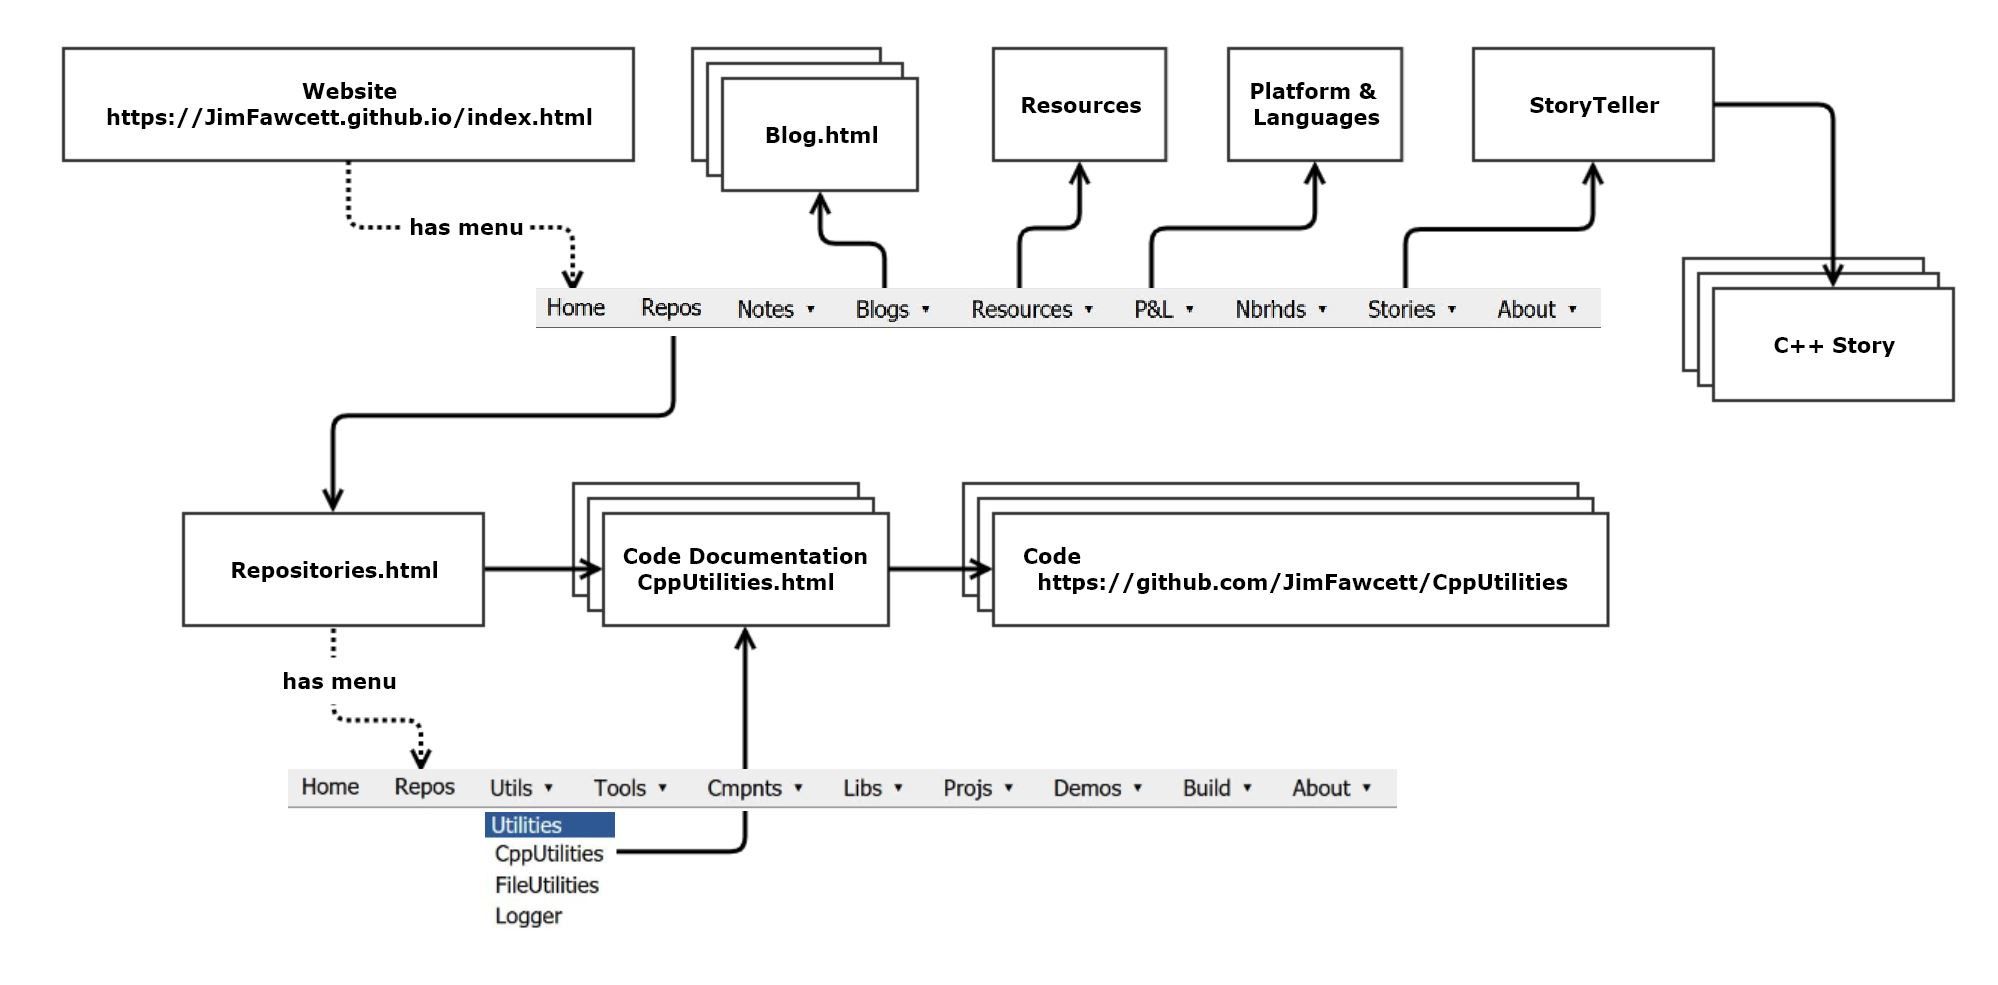 Website
https://JimFawcett.github.io/index.html
Blog.html
Resources
Platform &
Languages
StoryTeller
has menu
Home Repos Notes ▾ Blogs ▾ Resources ▾ P&L ▾ Nbrhds ▾ Stories ▾ About ▾
C++ Story
Repositories.html
Code Documentation
CppUtilities.html
Code
https://github.com/JimFawcett/CppUtilities
has menu
Home Repos Utils ▾ Tools ▾ Cmpnts ▾ Libs ▾ Projs ▾ Demos ▾ Build ▾ About ▾
Utilities
CppUtilities
FileUtilities
Logger